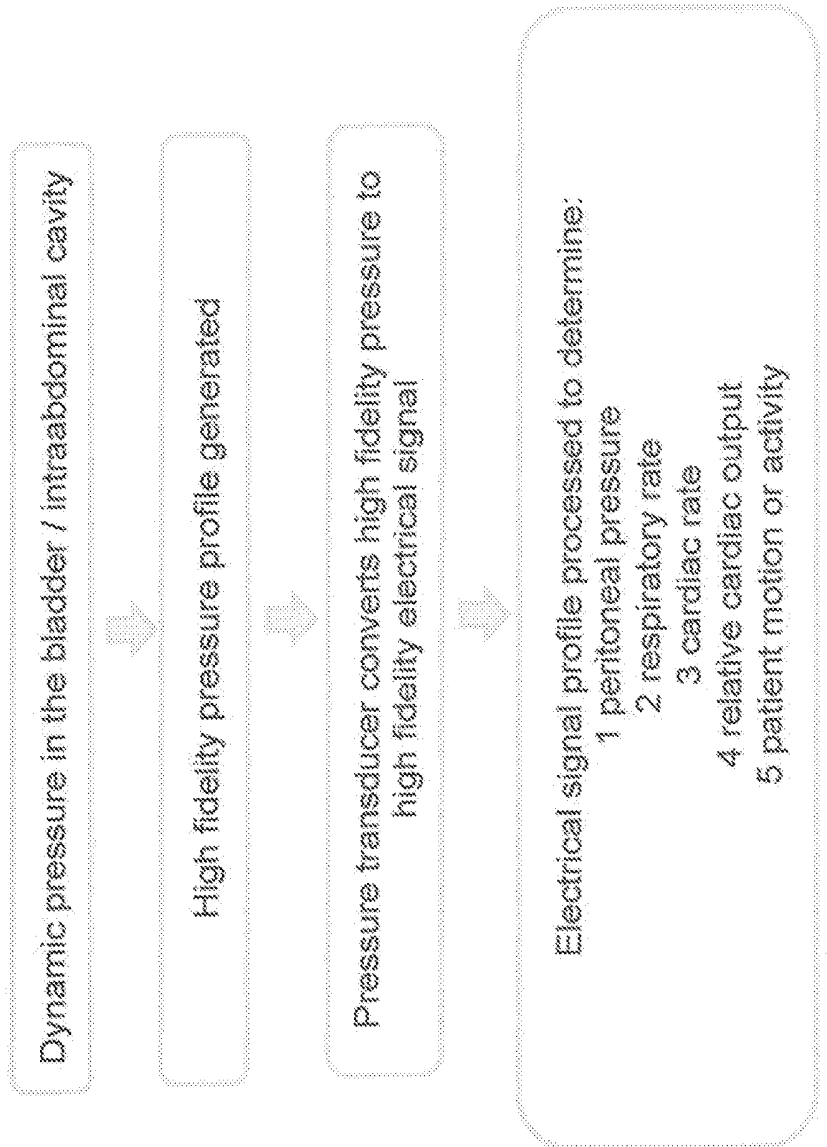 Dynamic pressure in the bladder / intraabdominal cavity
High fidelity pressure profile generated
Pressure transducer converts high fidelity pressure to
high fidelity electrical signal
Electrical signal profile processed to determine:
1 peritoneal pressure
2 respiratory rate
3 cardiac rate
4 relative cardiac output
5 patient motion or activity